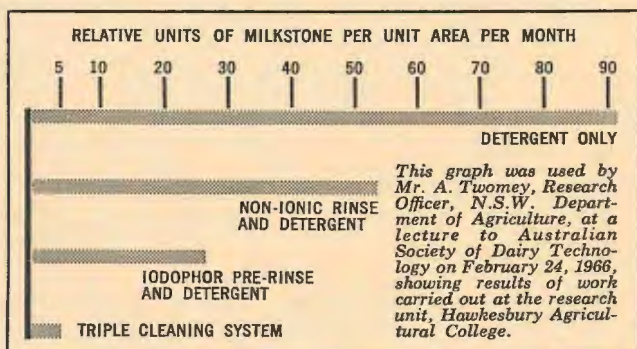 RELATIVE UNITS OF MILKSTONE PER UNIT AREA PER MONTH
5 10 20 30 40 50 60 70 80 90
DETERGENT ONLY
NON-IONIC RINSE
AND DETERGENT
IODOPHOR PRE-RINSE
AND DETERGENT
TRIPLE CLEANING SYSTEM
This graph was used by
Mr. A. Twomey, Research
Officer, N.S.W. Depart-
ment of Agriculture, at a
lecture to Australian
Society of Dairy Techno-
logy on February 24, 1966,
showing results of work
carried out at the research
unit, Hawkesbury Agricul-
tural College.